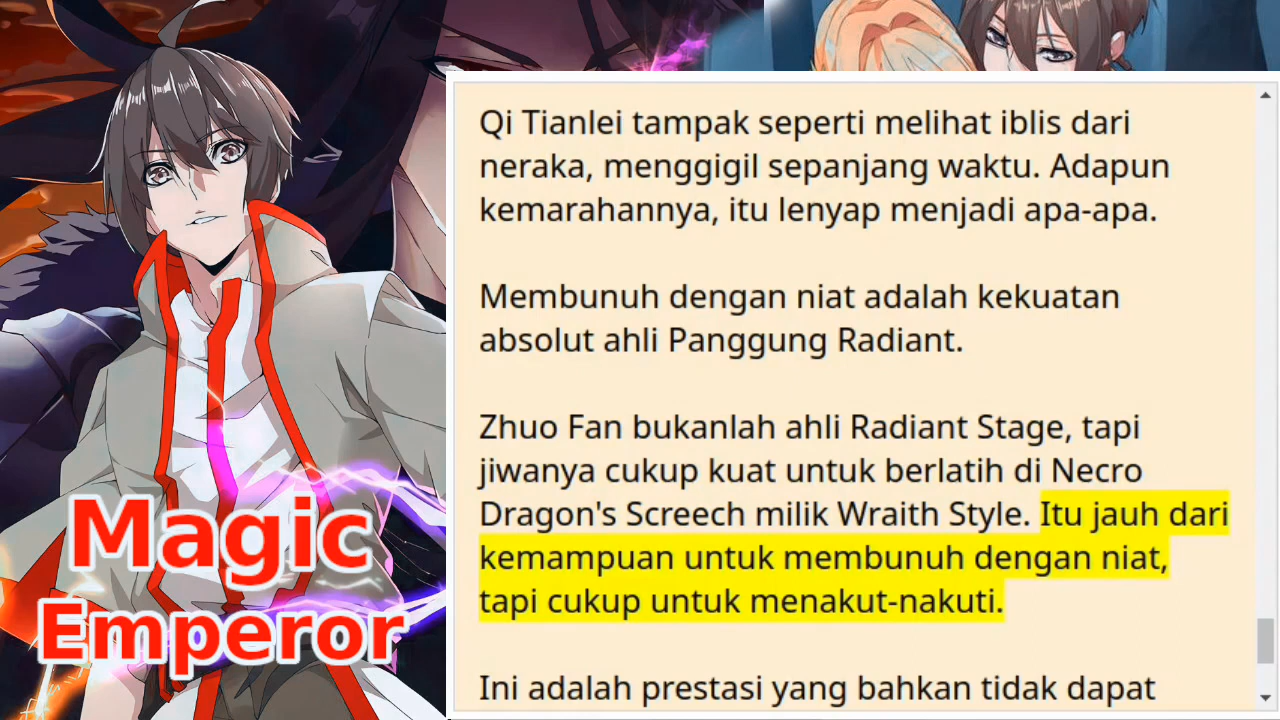 Magic
Emperor
Qi Tianlei tampak seperti melihat iblis dari
neraka, menggigil sepanjang waktu. Adapun
kemarahannya, itu lenyap menjadi apa-apa.
Membunuh dengan niat adalah kekuatan
absolut ahli Panggung Radiant.
Zhuo Fan bukanlah ahli Radiant Stage, tapi
jiwanya cukup kuat untuk berlatih di Necro
Dragon's Screech milik Wraith Style. Itu jauh dari
kemampuan untuk membunuh dengan niat,
tapi cukup untuk menakut-nakuti.
Ini adalah prestasi yang bahkan tidak dapat